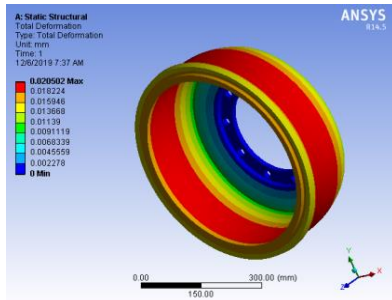 A: Static Structural
Total Deformation
Type: Total Deformation
Unit: mm
Time: 1
12/6/2019 7:37 AM
0.020502 Max
0.018224
0.015946
0.013668
0.01139
0.0091119
0.0068339
0.0045559
0.002278
0 Min
ANSYS
R14.5
0.00
300.00 (mm)
150.00
Y
X
Z